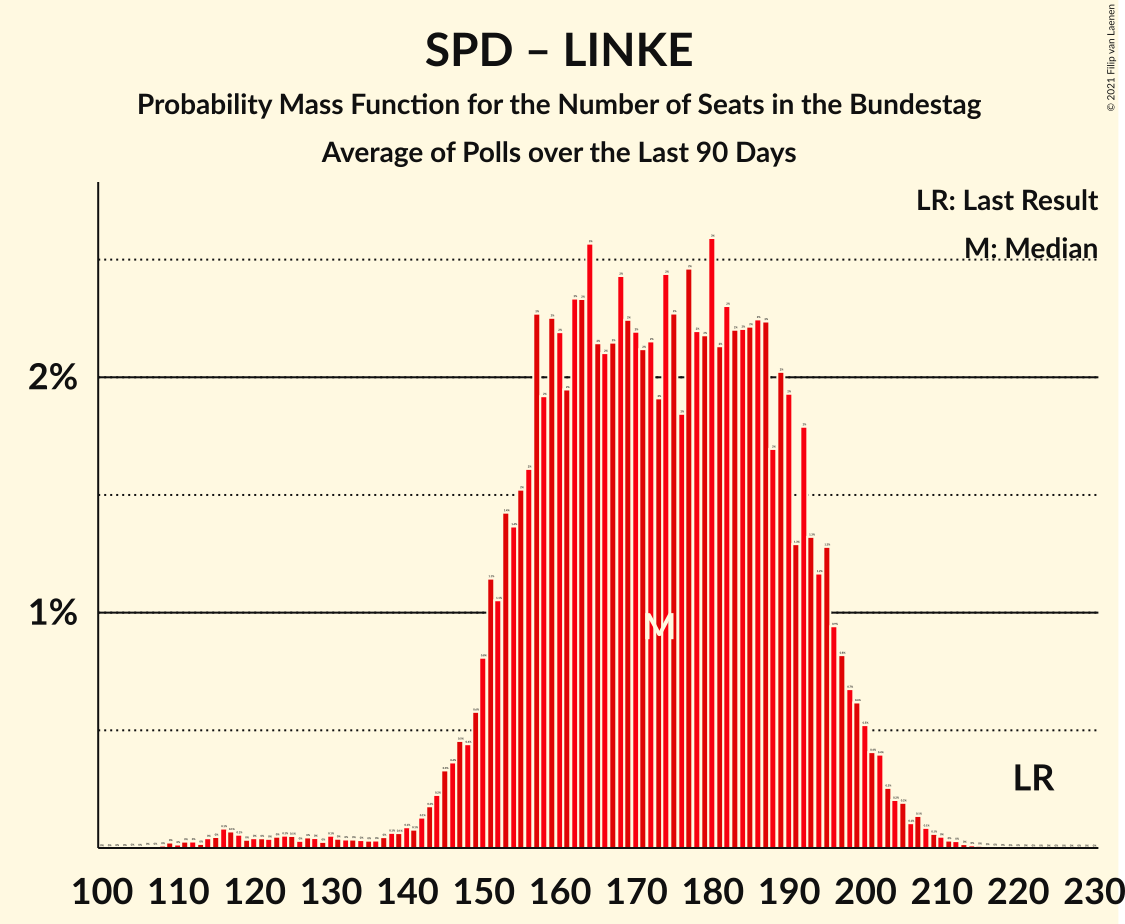 SPD – LINKE
Probability Mass Function for the Number of Seats in the Bundestag
Average of Polls over the Last 90 Days
© 2021 Filip van Laenen
LR: Last Result
M: Median
2%
1%
M
LR
100 110 120 130 140 150 160 170 180 190 200 210 220 230